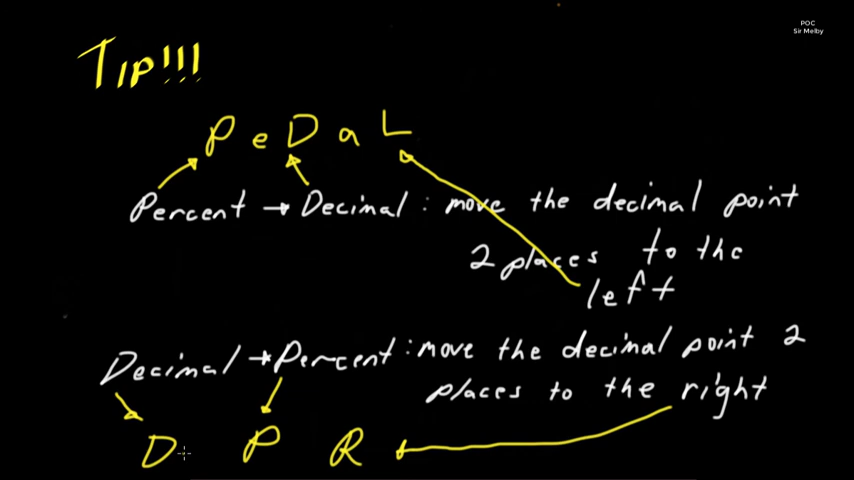 POC
Sir Melby
TIP!!!
PeDaL
Percent → Decimal : move the decimal point
2 places to the
left
Decimal → Percent : move the decimal point 2
places to the right
D P R